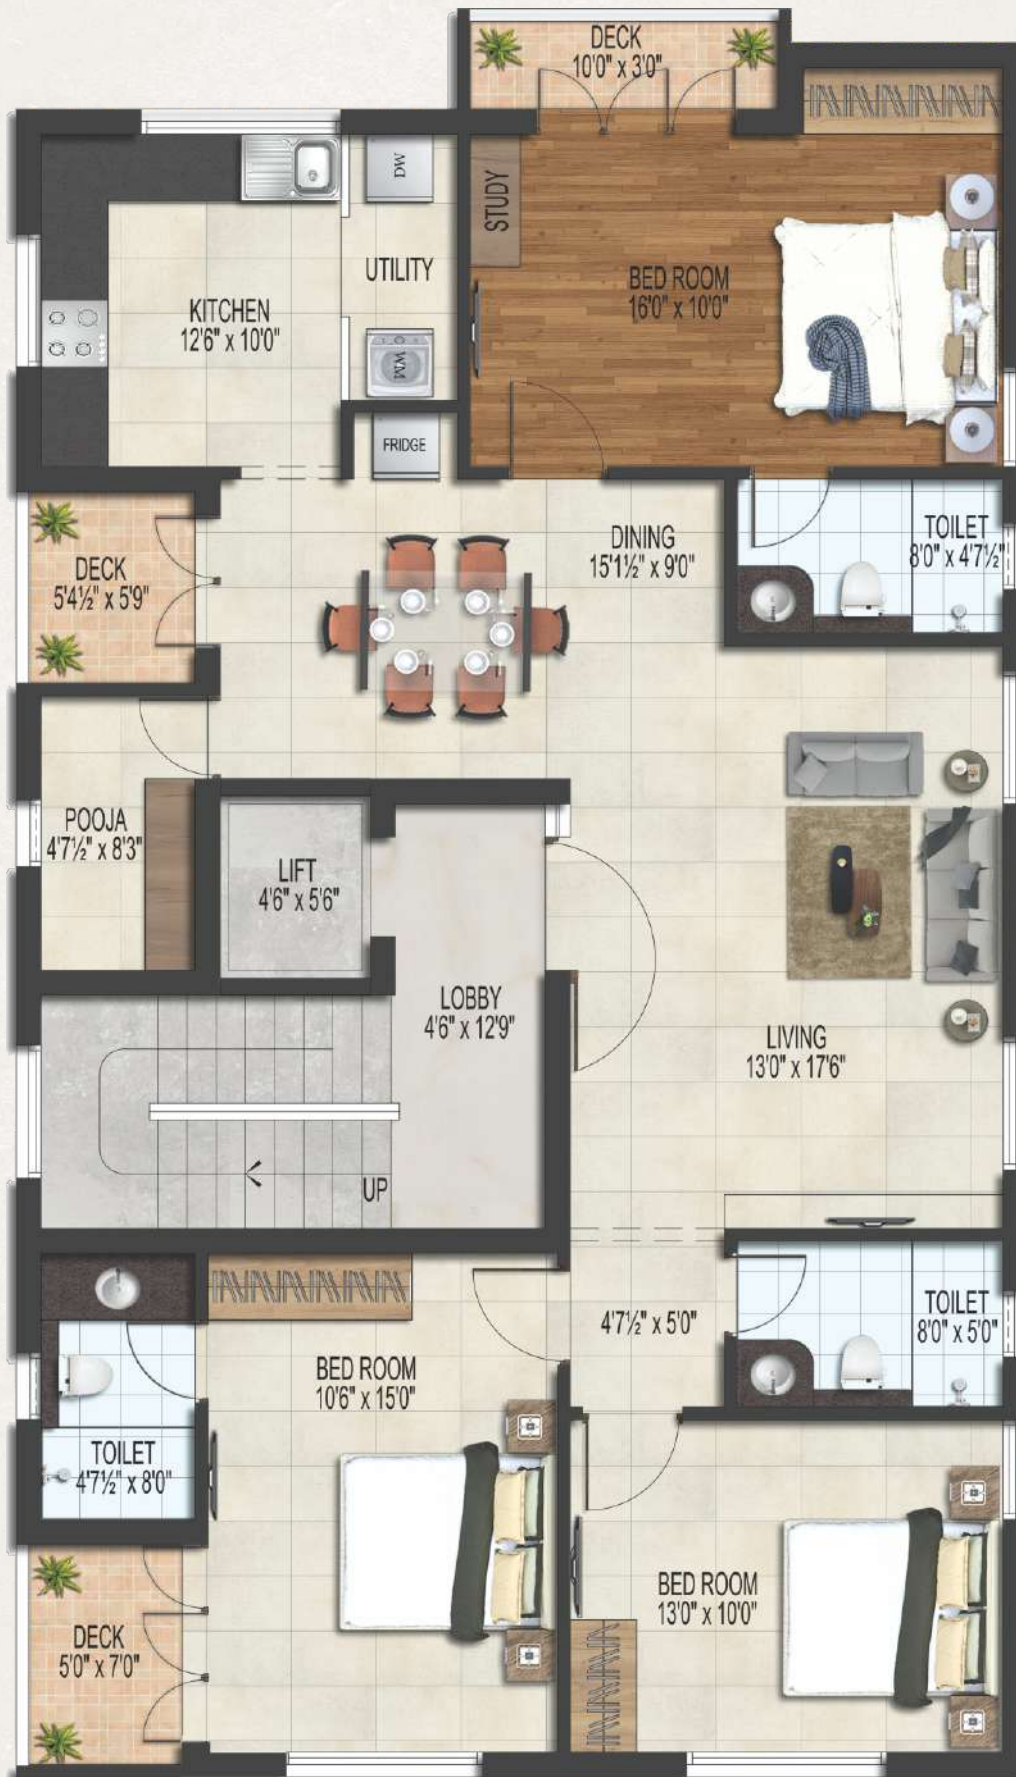 DECK
10'0" x 3'0"
DW
STUDY
UTILITY
BED ROOM
16'0" x 10'0"
KITCHEN
12'6" x 10'0"
WM
FRIDGE
DINING
15'1½" x 9'0"
TOILET
8'0" x 4'7½"
DECK
5'4½" x 5'9"
POOJA
4'7½" x 8'3"
LIFT
4'6" x 5'6"
LOBBY
4'6" x 12'9"
LIVING
13'0" x 17'6"
UP
TOILET
8'0" x 5'0"
4'7½" x 5'0"
BED ROOM
10'6" x 15'0"
TOILET
4'7½" x 8'0"
BED ROOM
13'0" x 10'0"
DECK
5'0" x 7'0"